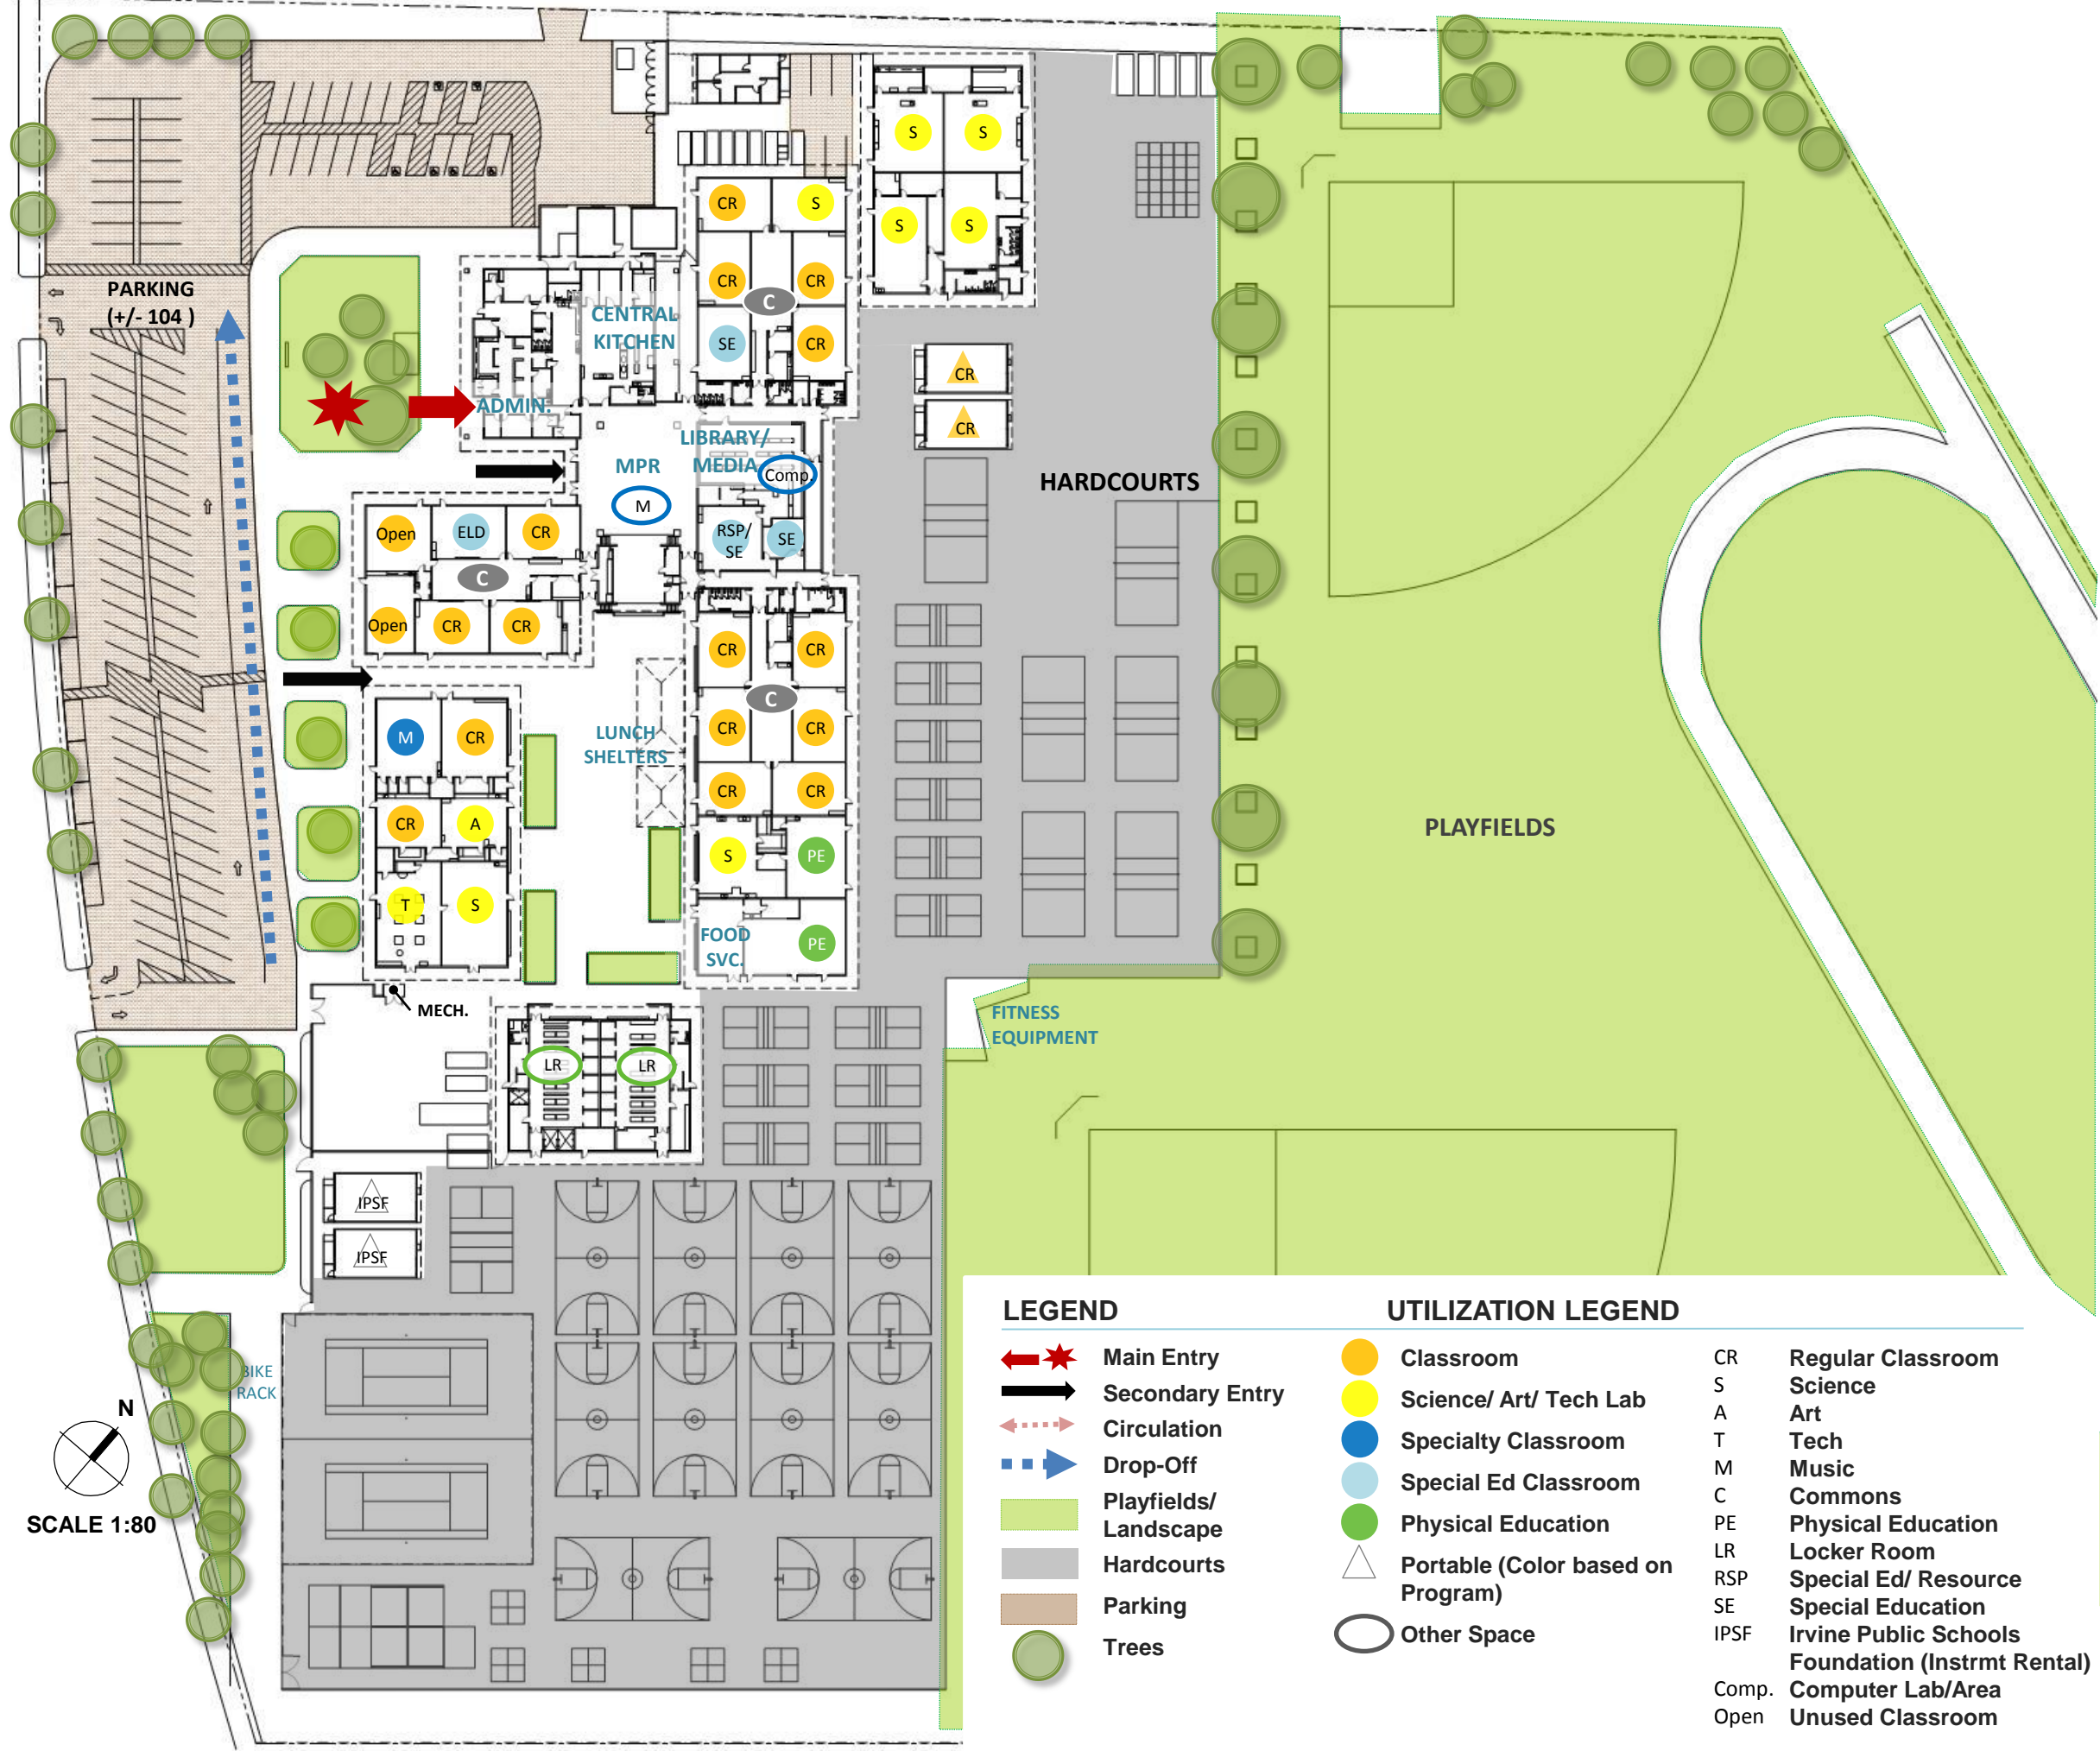 S
S
S
S
CR
S
CR
CR
C
SE
CR
PARKING
(+/- 104 )
CENTRAL
KITCHEN
ADMIN.
CR
CR
LIBRARY/
MEDIA
Comp.
MPR
M
HARDCOURTS
Open
ELD
CR
RSP/
SE
SE
C
Open
CR
CR
CR
CR
C
CR
CR
CR
CR
LUNCH
SHELTERS
M
CR
CR
A
T
S
S
PE
PE
FOOD
SVC.
PLAYFIELDS
MECH.
FITNESS
EQUIPMENT
LR
LR
IPSF
IPSF
BIKE
RACK
N
SCALE 1:80
LEGEND
Main Entry
Secondary Entry
Circulation
Drop-Off
Playfields/
Landscape
Hardcourts
Parking
Trees
UTILIZATION LEGEND
Classroom
Science/ Art/ Tech Lab
Specialty Classroom
Special Ed Classroom
Physical Education
Portable (Color based on
Program)
Other Space
CR Regular Classroom
S Science
A Art
T Tech
M Music
C Commons
PE Physical Education
LR Locker Room
RSP Special Ed/ Resource
SE Special Education
IPSF Irvine Public Schools
Foundation (Instrmt Rental)
Comp. Computer Lab/Area
Open Unused Classroom